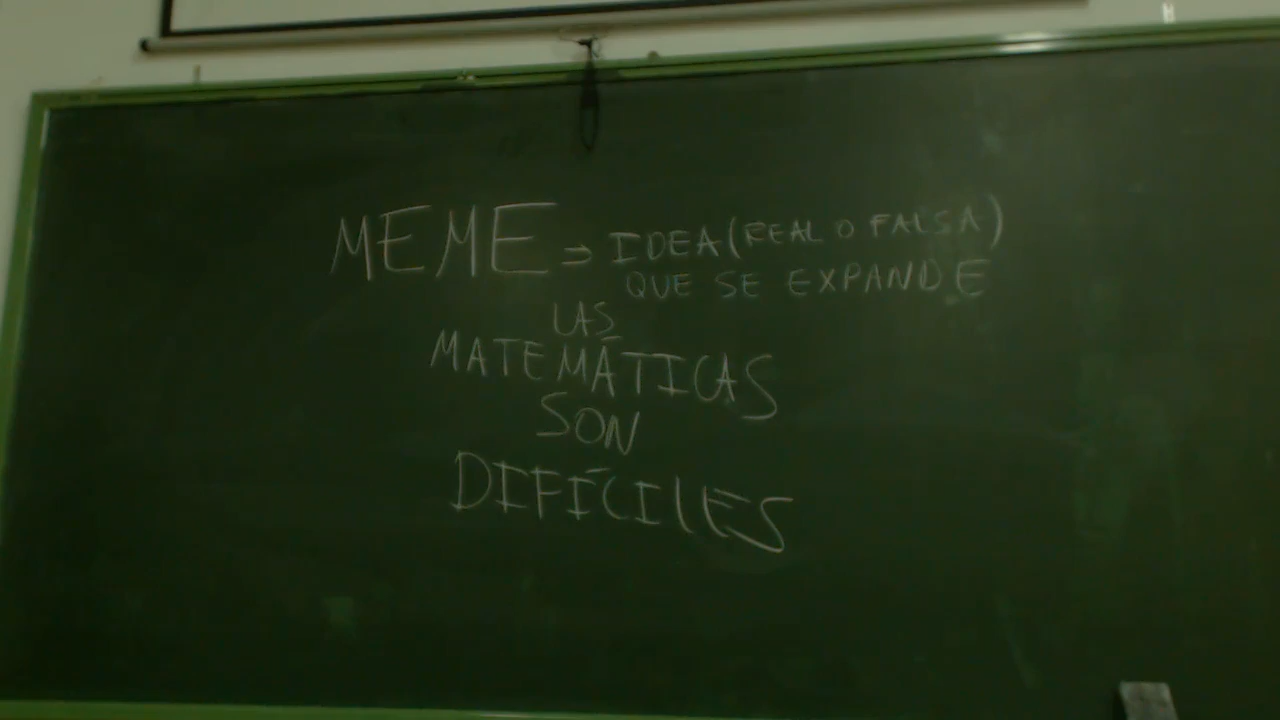 MEME ⇒ IDEA (REAL O FALSA)
QUE SE EXPANDE
LAS
MATEMÁTICAS
SON
DIFÍCILES